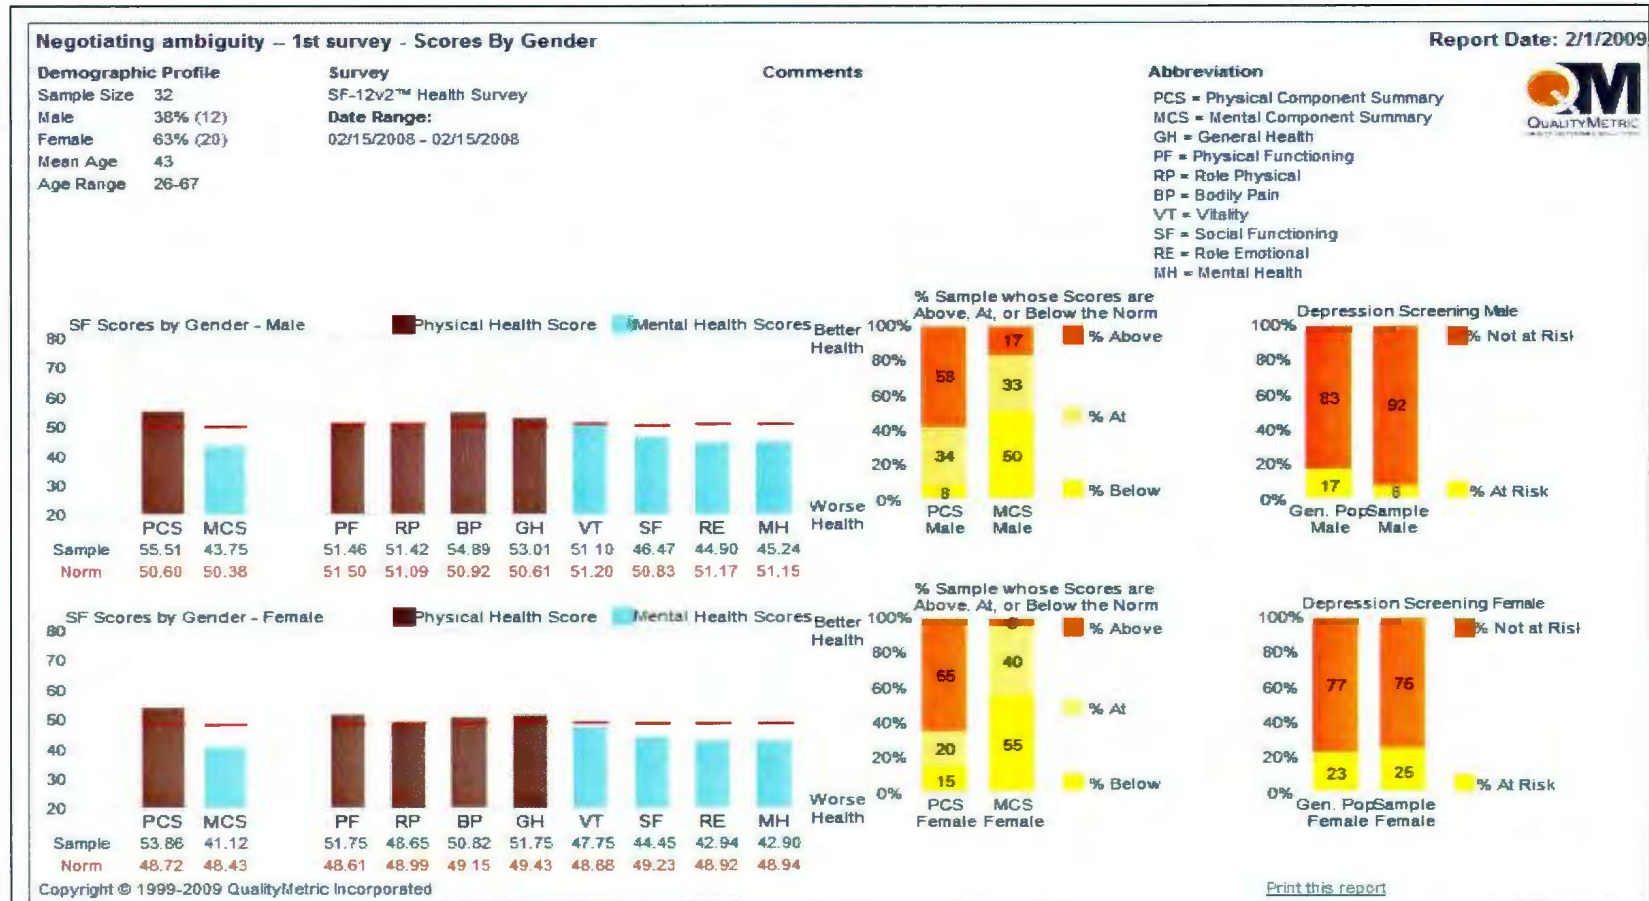 Negotiating ambiguity – 1st survey - Scores By Gender
Report Date: 2/1/2009
Demographic Profile
Sample Size 32
Male 38% (12)
Female 63% (20)
Mean Age 43
Age Range 26-67
Survey
SF-12v2™ Health Survey
Date Range:
02/15/2008 - 02/15/2008
Comments
Abbreviation
PCS = Physical Component Summary
MCS = Mental Component Summary
GH = General Health
PF = Physical Functioning
RP = Role Physical
BP = Bodily Pain
VT = Vitality
SF = Social Functioning
RE = Role Emotional
MH = Mental Health
QM
QUALITYMETRIC
SF Scores by Gender - Male
Physical Health Score
Mental Health Scores
80
70
60
50
40
30
20
PCS MCS PF RP BP GH VT SF RE MH
Sample 55.51 43.75 51.46 51.42 54.89 53.01 51.10 46.47 44.90 45.24
Norm 50.60 50.38 51.50 51.09 50.92 50.61 51.20 50.83 51.17 51.15
% Sample whose Scores are
Above, At, or Below the Norm
Better
Health
Worse
Health
100%
80%
60%
40%
20%
0%
58
34
8
17
33
50
PCS MCS
Male Male
% Above
% At
% Below
Depression Screening Male
100%
80%
60%
40%
20%
0%
83
17
92
Gen. Pop Sample
Male Male
% Not at Risk
% At Risk
SF Scores by Gender - Female
Physical Health Score
Mental Health Scores
80
70
60
50
40
30
20
PCS MCS PF RP BP GH VT SF RE MH
Sample 53.86 41.12 51.75 48.65 50.82 51.75 47.75 44.45 42.94 42.90
Norm 48.72 48.43 48.61 48.99 49.15 49.43 48.68 49.23 48.92 48.94
% Sample whose Scores are
Above, At, or Below the Norm
Better
Health
Worse
Health
100%
80%
60%
40%
20%
0%
65
20
15
40
55
PCS MCS
Female Female
% Above
% At
% Below
Depression Screening Female
100%
80%
60%
40%
20%
0%
77
23
75
25
Gen. Pop Sample
Female Female
% Not at Risk
% At Risk
Copyright © 1999-2009 QualityMetric Incorporated
Print this report